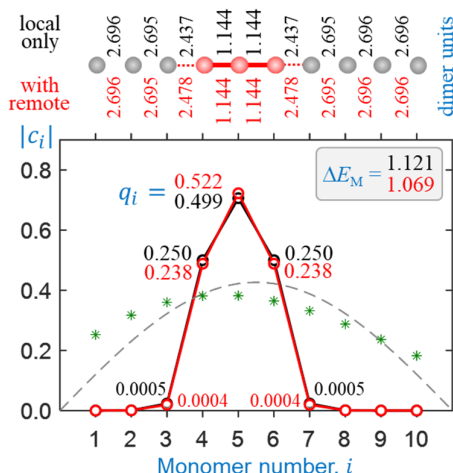 local only
2.696 2.695 2.437 1.144 1.144 2.437 2.695 2.696 2.696
with remote
2.696 2.695 2.478 1.144 1.144 2.478 2.695 2.696 2.696
dimer units
|cᵢ|
0.8
0.6
0.4
0.2
0.0
qᵢ =
0.522
0.499
0.250
0.238
0.250
0.238
0.0005
0.0004
0.0004
0.0005
ΔE_M = 1.121
1.069
1 2 3 4 5 6 7 8 9 10
Monomer number, i